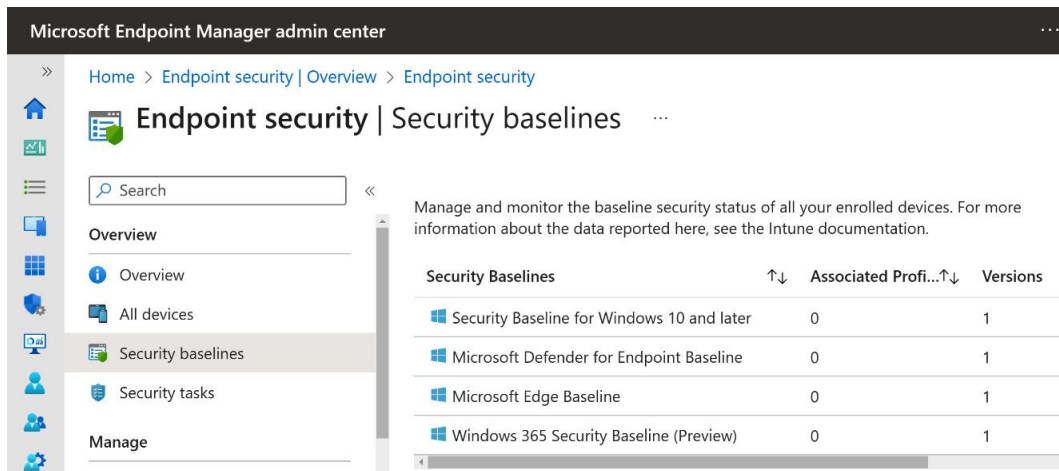 Microsoft Endpoint Manager admin center
...
Home > Endpoint security | Overview > Endpoint security
Endpoint security | Security baselines ...
Search
Overview
Overview
All devices
Security baselines
Security tasks
Manage
Manage and monitor the baseline security status of all your enrolled devices. For more
information about the data reported here, see the Intune documentation.
Security Baselines ↑↓ Associated Profi...↑↓ Versions
Security Baseline for Windows 10 and later 0 1
Microsoft Defender for Endpoint Baseline 0 1
Microsoft Edge Baseline 0 1
Windows 365 Security Baseline (Preview) 0 1